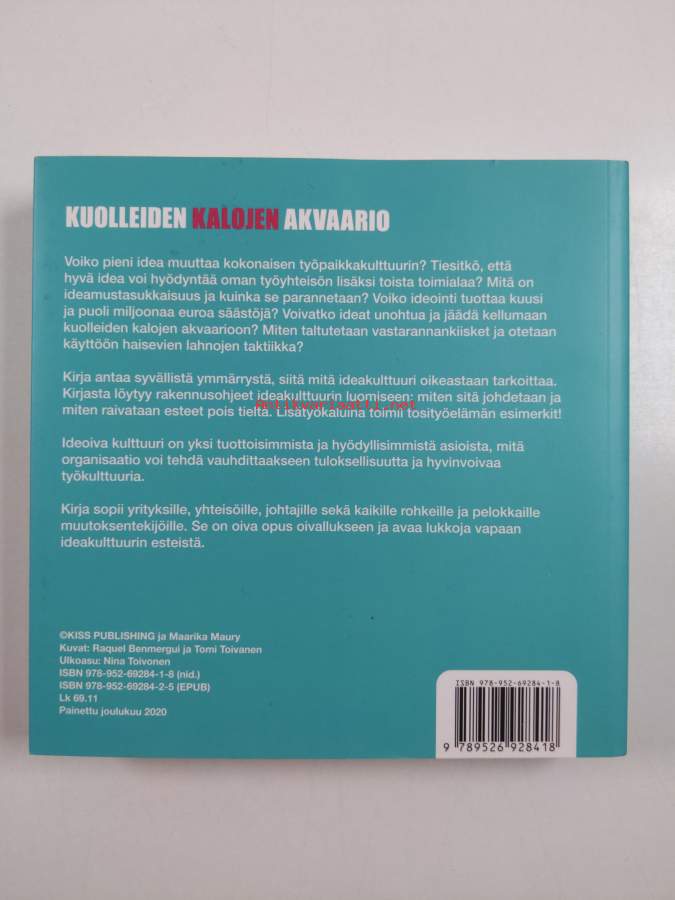 KUOLLEIDEN KALOJEN AKVAARIO
Voiko pieni idea muuttaa kokonaisen työpaikkakulttuurin? Tiesitkö, että
hyvä idea voi hyödyntää oman työyhteisön lisäksi toista toimialaa? Mitä on
ideamustasukkaisuus ja kuinka se parannetaan? Voiko ideointi tuottaa kuusi
ja puoli miljoonaa euroa säästöjä? Voivatko ideat unohtua ja jäädä kellumaan
kuolleiden kalojen akvaarioon? Miten taltutetaan vastarannankiisket ja otetaan
käyttöön haisevien lahnojen taktiikka?
Kirja antaa syvällistä ymmärrystä, siitä mitä ideakulttuuri oikeastaan tarkoittaa.
Kirjasta löytyy rakennusohjeet ideakulttuurin luomiseen: miten sitä johdetaan ja
miten raivataan esteet pois tieltä. Lisätyökaluina toimii tosityöelämän esimerkit!
Antikvariaatti.net
Ideoiva kulttuuri on yksi tuottoisimmista ja hyödyllisimmistä asioista, mitä
organisaatio voi tehdä vauhdittaakseen tuloksellisuutta ja hyvinvoivaa
työkulttuuria.
Kirja sopii yrityksille, yhteisöille, johtajille sekä kaikille rohkeille ja pelokkaille
muutoksentekijöille. Se on oiva opus oivallukseen ja avaa lukkoja vapaan
ideakulttuurin esteistä.
©KISS PUBLISHING ja Maarika Maury
Kuvat: Raquel Benmergui ja Tomi Toivanen
Ulkoasu: Nina Toivonen
ISBN 978-952-69284-1-8 (nid.)
ISBN 978-952-69284-2-5 (EPUB)
Lk 69.11
Painettu joulukuu 2020
ISBN 978-952-69284-1-8
9 789526 928418